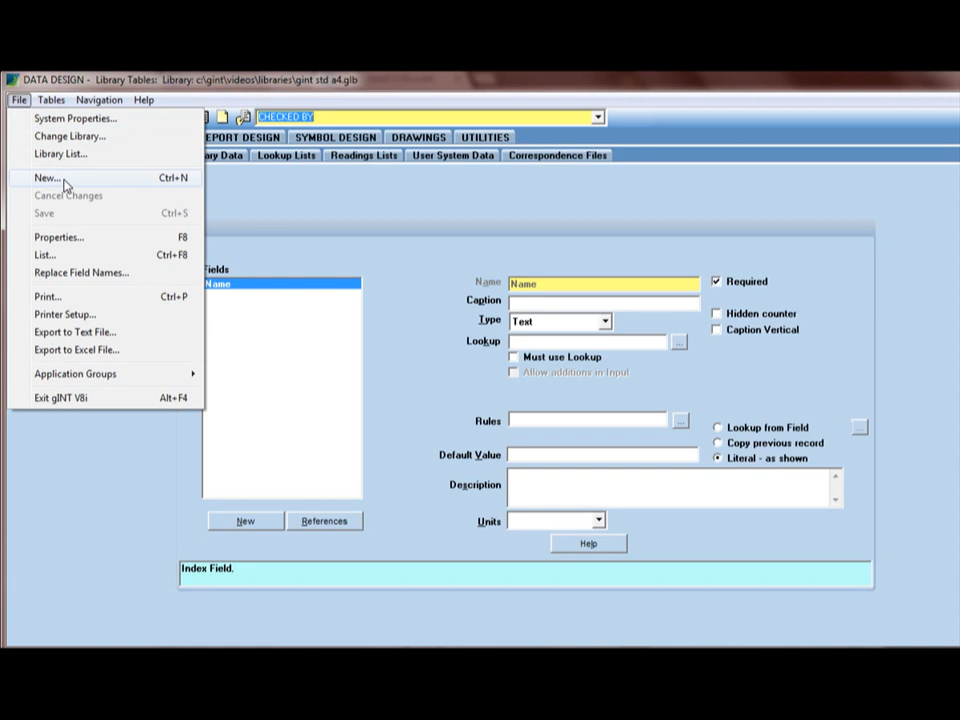 DATA DESIGN - Library Tables: Library: c:\gint\videos\libraries\gint std a4.glb
File Tables Navigation Help
System Properties...
CHECKED BY
Change Library...
EPORT DESIGN SYMBOL DESIGN DRAWINGS UTILITIES
Library List...
ary Data Lookup Lists Readings Lists User System Data Correspondence Files
New... Ctrl+N
Cancel Changes
Save Ctrl+S
Properties... F8
List... Ctrl+F8
Replace Field Names...
Print... Ctrl+P
Printer Setup...
Export to Text File...
Export to Excel File...
Application Groups
Exit gINT V8i Alt+F4
Fields
Name
Name Name
Required
Caption
Type Text
Hidden counter
Caption Vertical
Lookup ...
Must use Lookup
Allow additions in Input
Rules ...
Lookup from Field ...
Copy previous record
Default Value
Literal - as shown
Description
New References
Units
Help
Index Field.